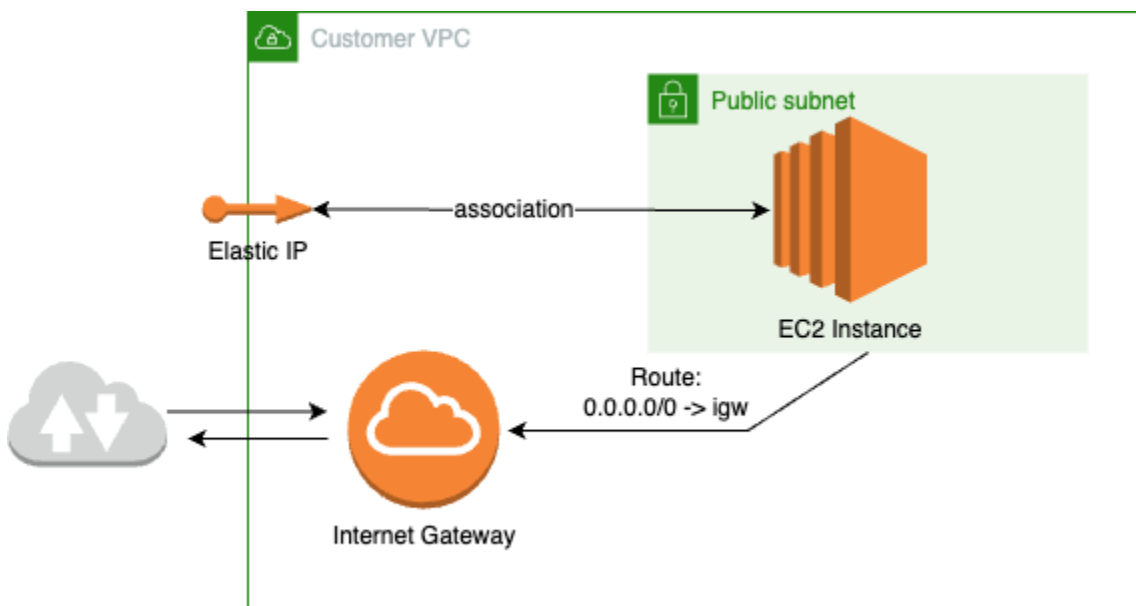 Customer VPC
Public subnet
association
Elastic IP
EC2 Instance
Route:
0.0.0.0/0 -> igw
Internet Gateway